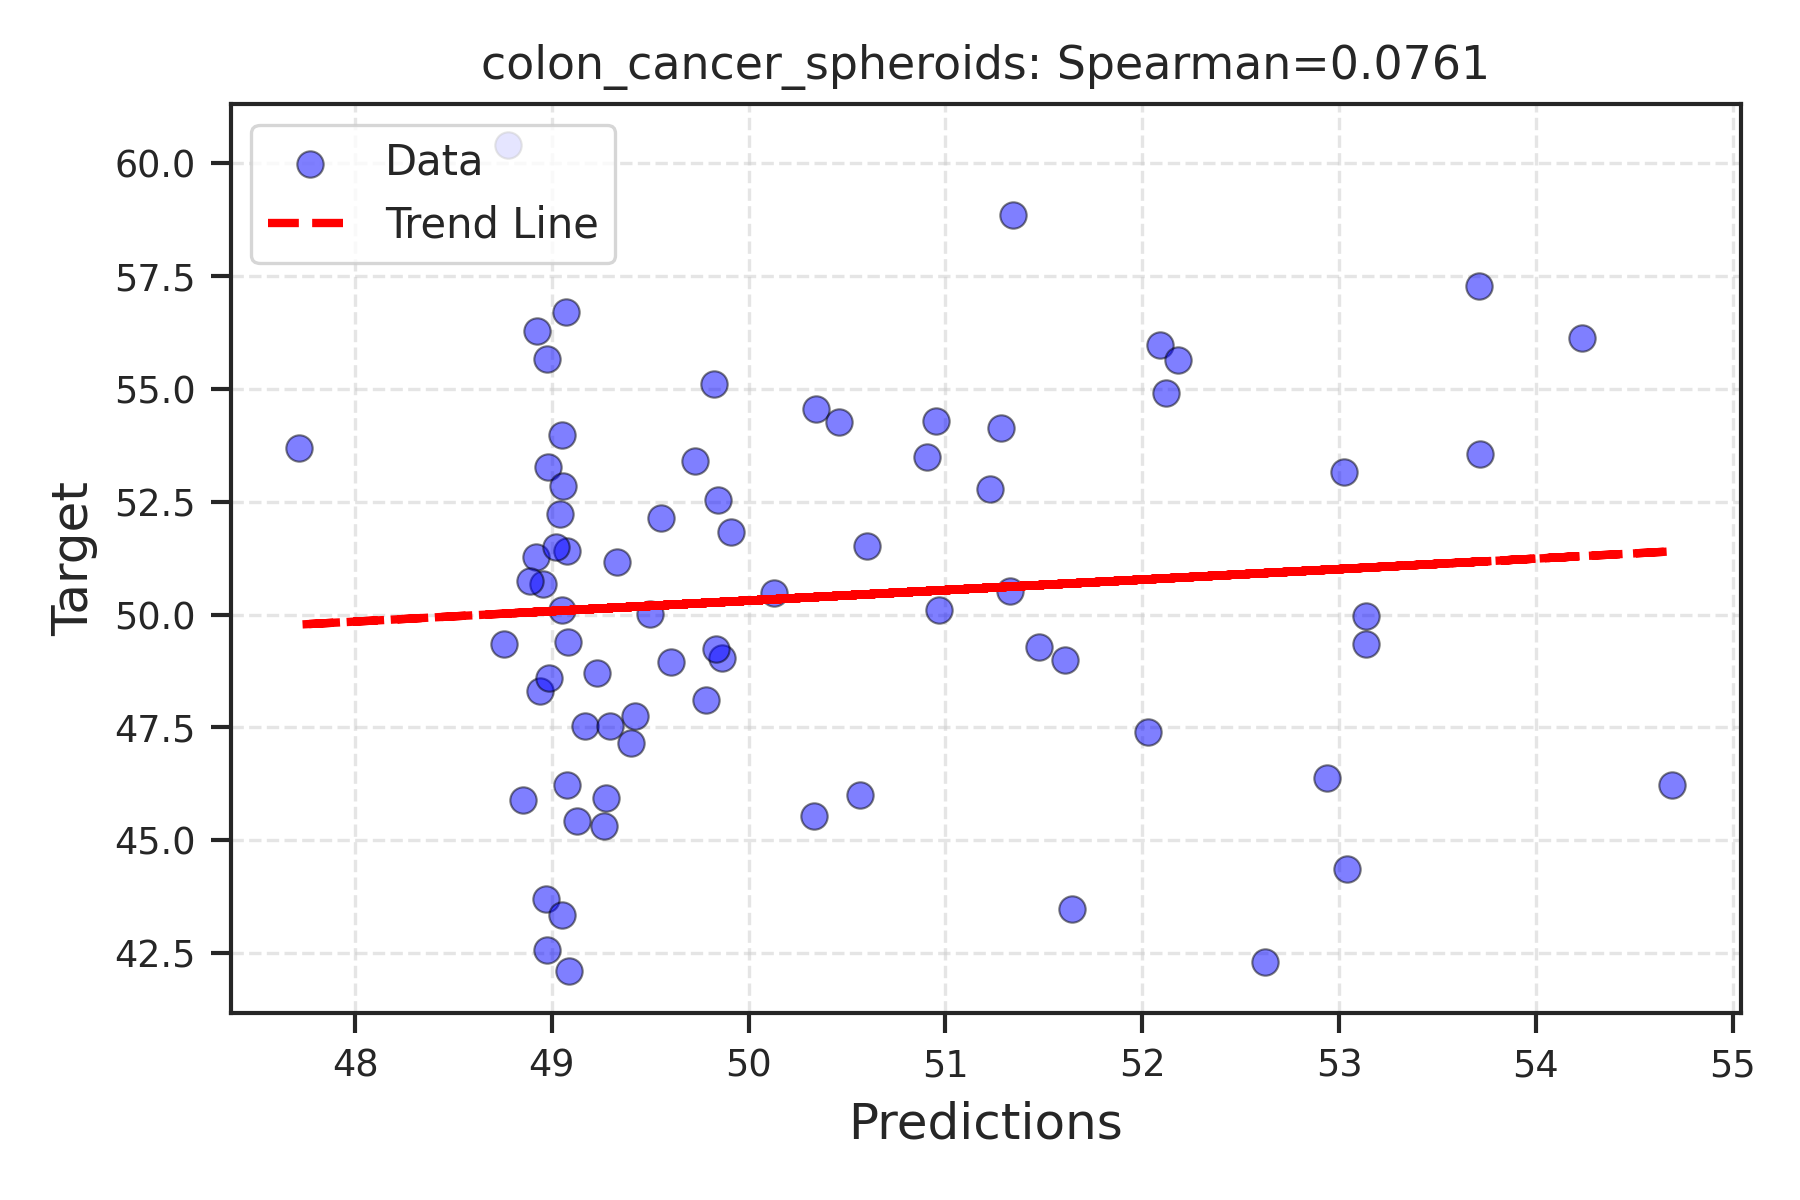 colon_cancer_spheroids: Spearman=0.0761
Data
Trend Line
60.0
57.5
55.0
52.5
50.0
47.5
45.0
42.5
Target
48 49 50 51 52 53 54 55
Predictions